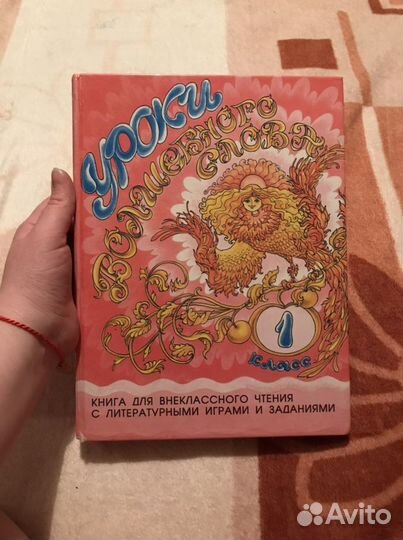 УРОКИ
ВОЛШЕБНОГО
СЛОВА
1
класс
КНИГА ДЛЯ ВНЕКЛАССНОГО ЧТЕНИЯ
С ЛИТЕРАТУРНЫМИ ИГРАМИ И ЗАДАНИЯМИ
Avito